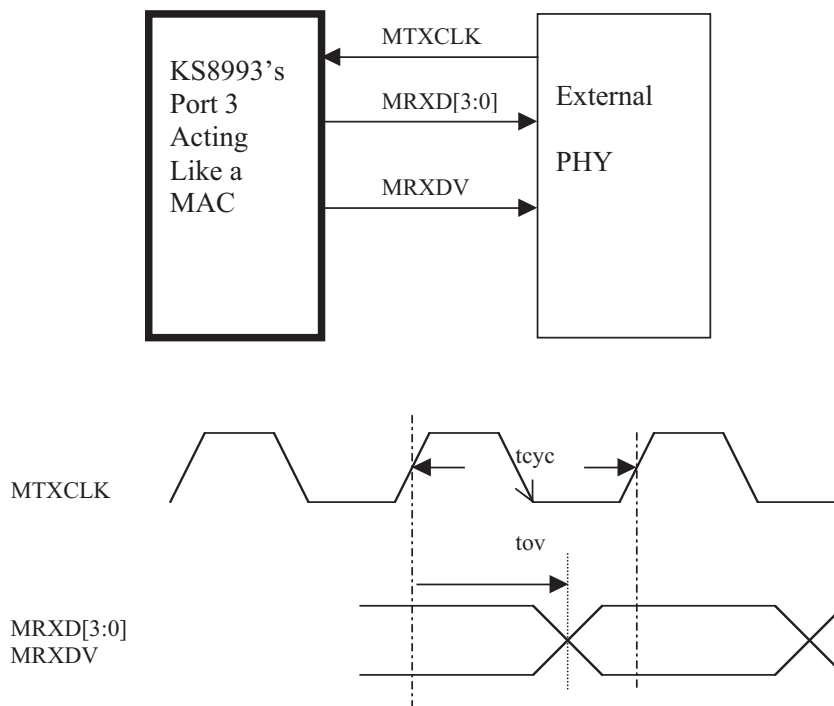 MTXCLK
KS8993's
Port 3
Acting
Like a
MAC
MRXD[3:0]
MRXDV
External
PHY
tcyc
MTXCLK
tov
MRXD[3:0]
MRXDV